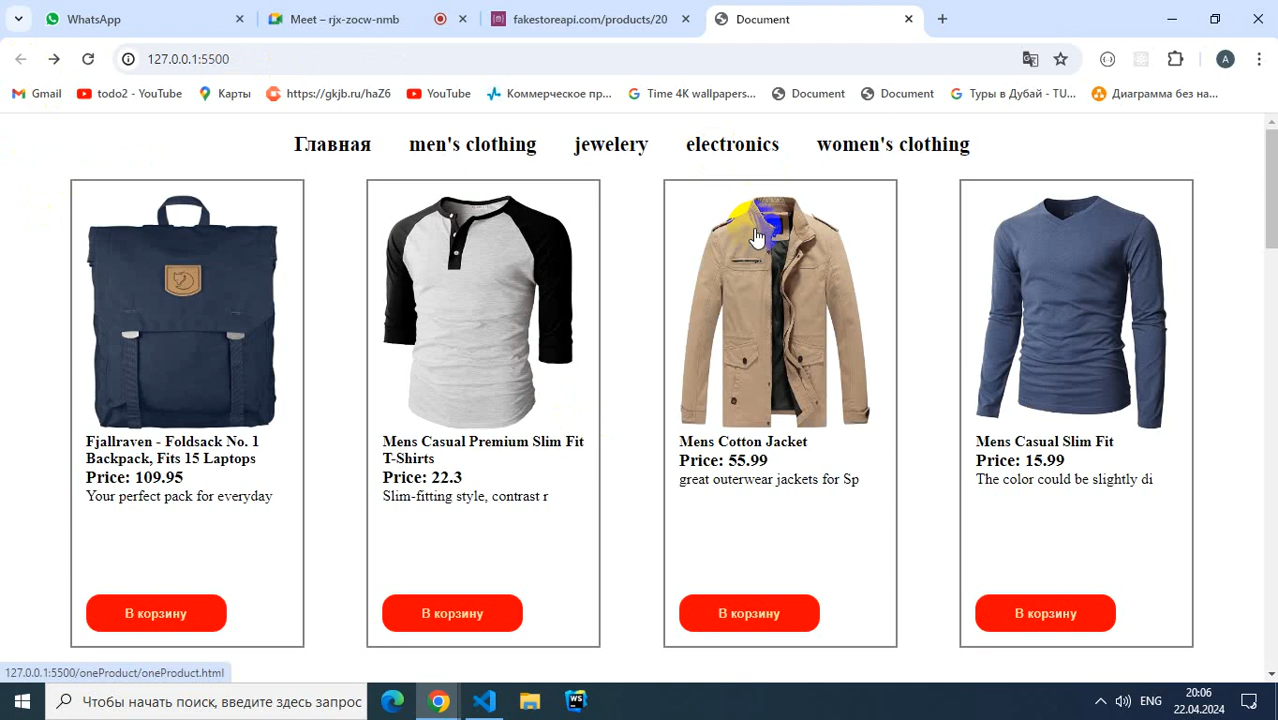 WhatsApp
Meet – rjx-zocw-nmb
fakestoreapi.com/products/20
Document
127.0.0.1:5500
A
Gmail
todo2 - YouTube
Карты
https://gkjb.ru/haZ6
YouTube
Коммерческое пр...
Time 4K wallpapers...
Document
Document
Туры в Дубай - TU...
Диаграмма без на...
Главная
men's clothing
jewelery
electronics
women's clothing
Fjallraven - Foldsack No. 1
Backpack, Fits 15 Laptops
Price: 109.95
Your perfect pack for everyday
В корзину
Mens Casual Premium Slim Fit
T-Shirts
Price: 22.3
Slim-fitting style, contrast r
В корзину
Mens Cotton Jacket
Price: 55.99
great outerwear jackets for Sp
В корзину
Mens Casual Slim Fit
Price: 15.99
The color could be slightly di
В корзину
127.0.0.1:5500/oneProduct/oneProduct.html
Чтобы начать поиск, введите здесь запрос
WS
ENG
20:06
22.04.2024